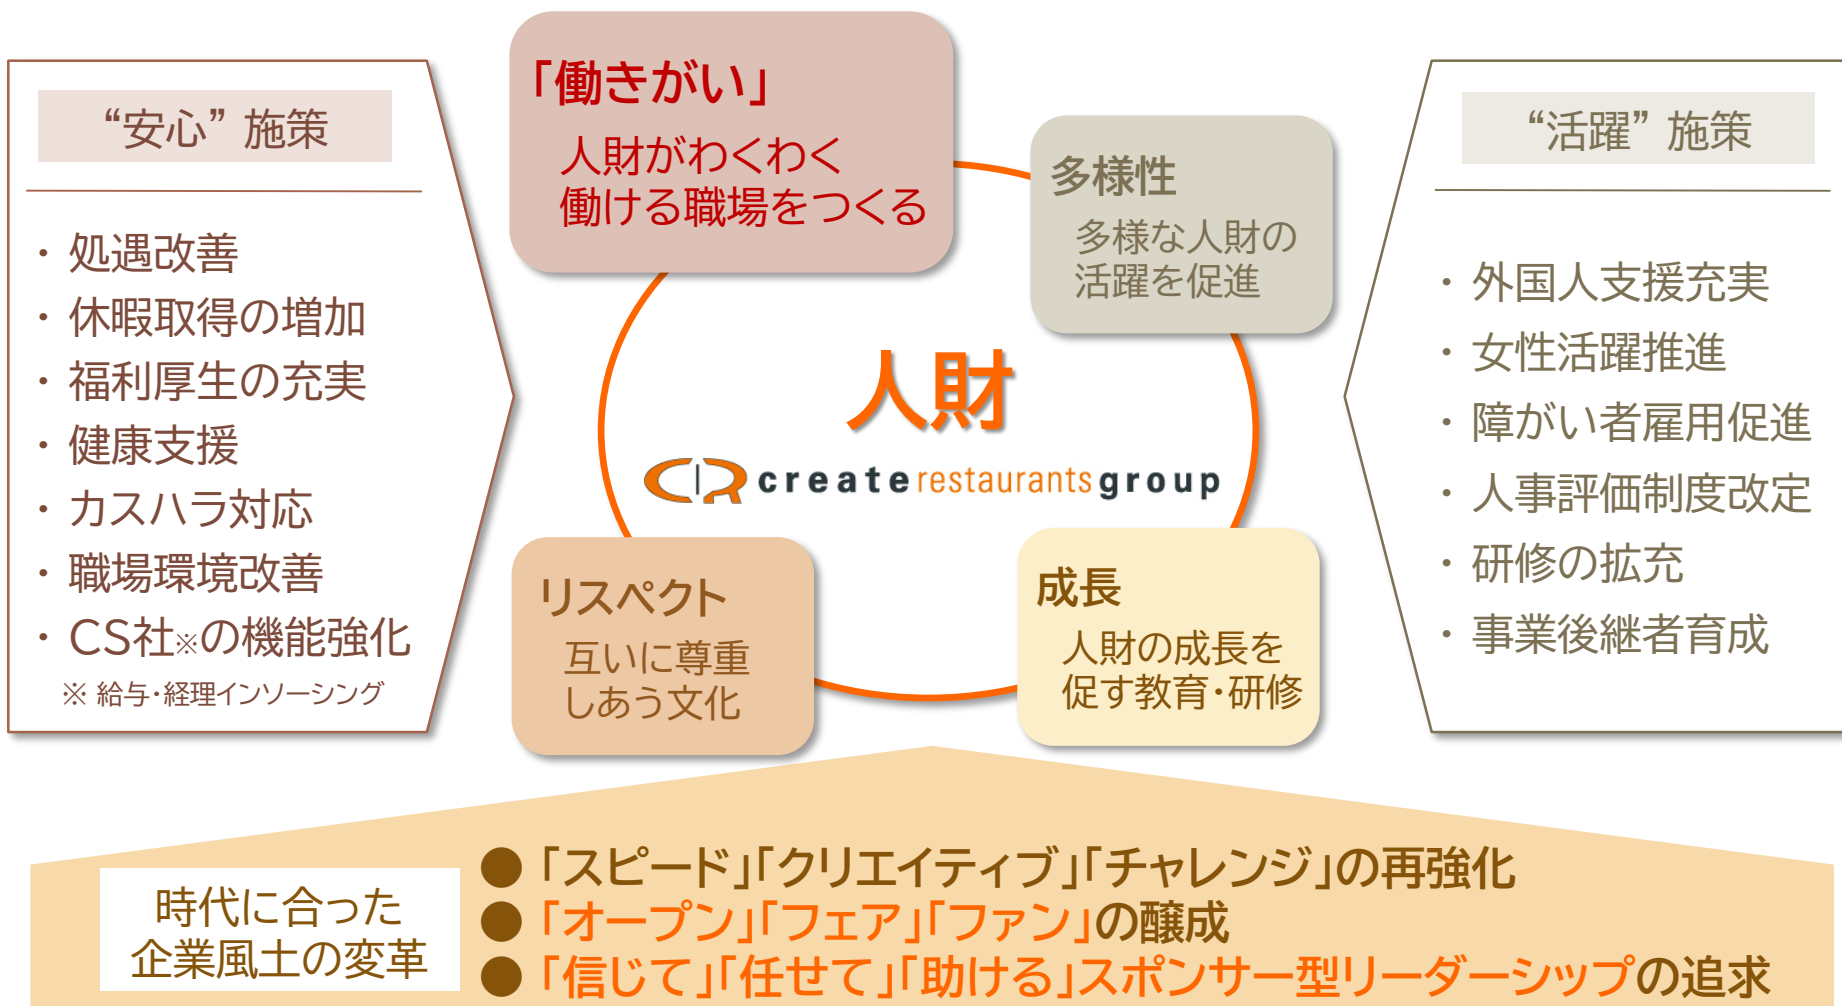 “安心” 施策
・ 処遇改善
・ 休暇取得の増加
・ 福利厚生の充実
・ 健康支援
・ カスハラ対応
・ 職場環境改善
・ CS社※の機能強化
※ 給与・経理インソーシング
「働きがい」
人財がわくわく
働ける職場をつくる
多様性
多様な人財の
活躍を促進
人財
create restaurants group
リスペクト
互いに尊重
しあう文化
成長
人財の成長を
促す教育・研修
“活躍” 施策
・ 外国人支援充実
・ 女性活躍推進
・ 障がい者雇用促進
・ 人事評価制度改定
・ 研修の拡充
・ 事業後継者育成
時代に合った
企業風土の変革
● 「スピード」「クリエイティブ」「チャレンジ」の再強化
● 「オープン」「フェア」「ファン」の醸成
● 「信じて」「任せて」「助ける」スポンサー型リーダーシップの追求